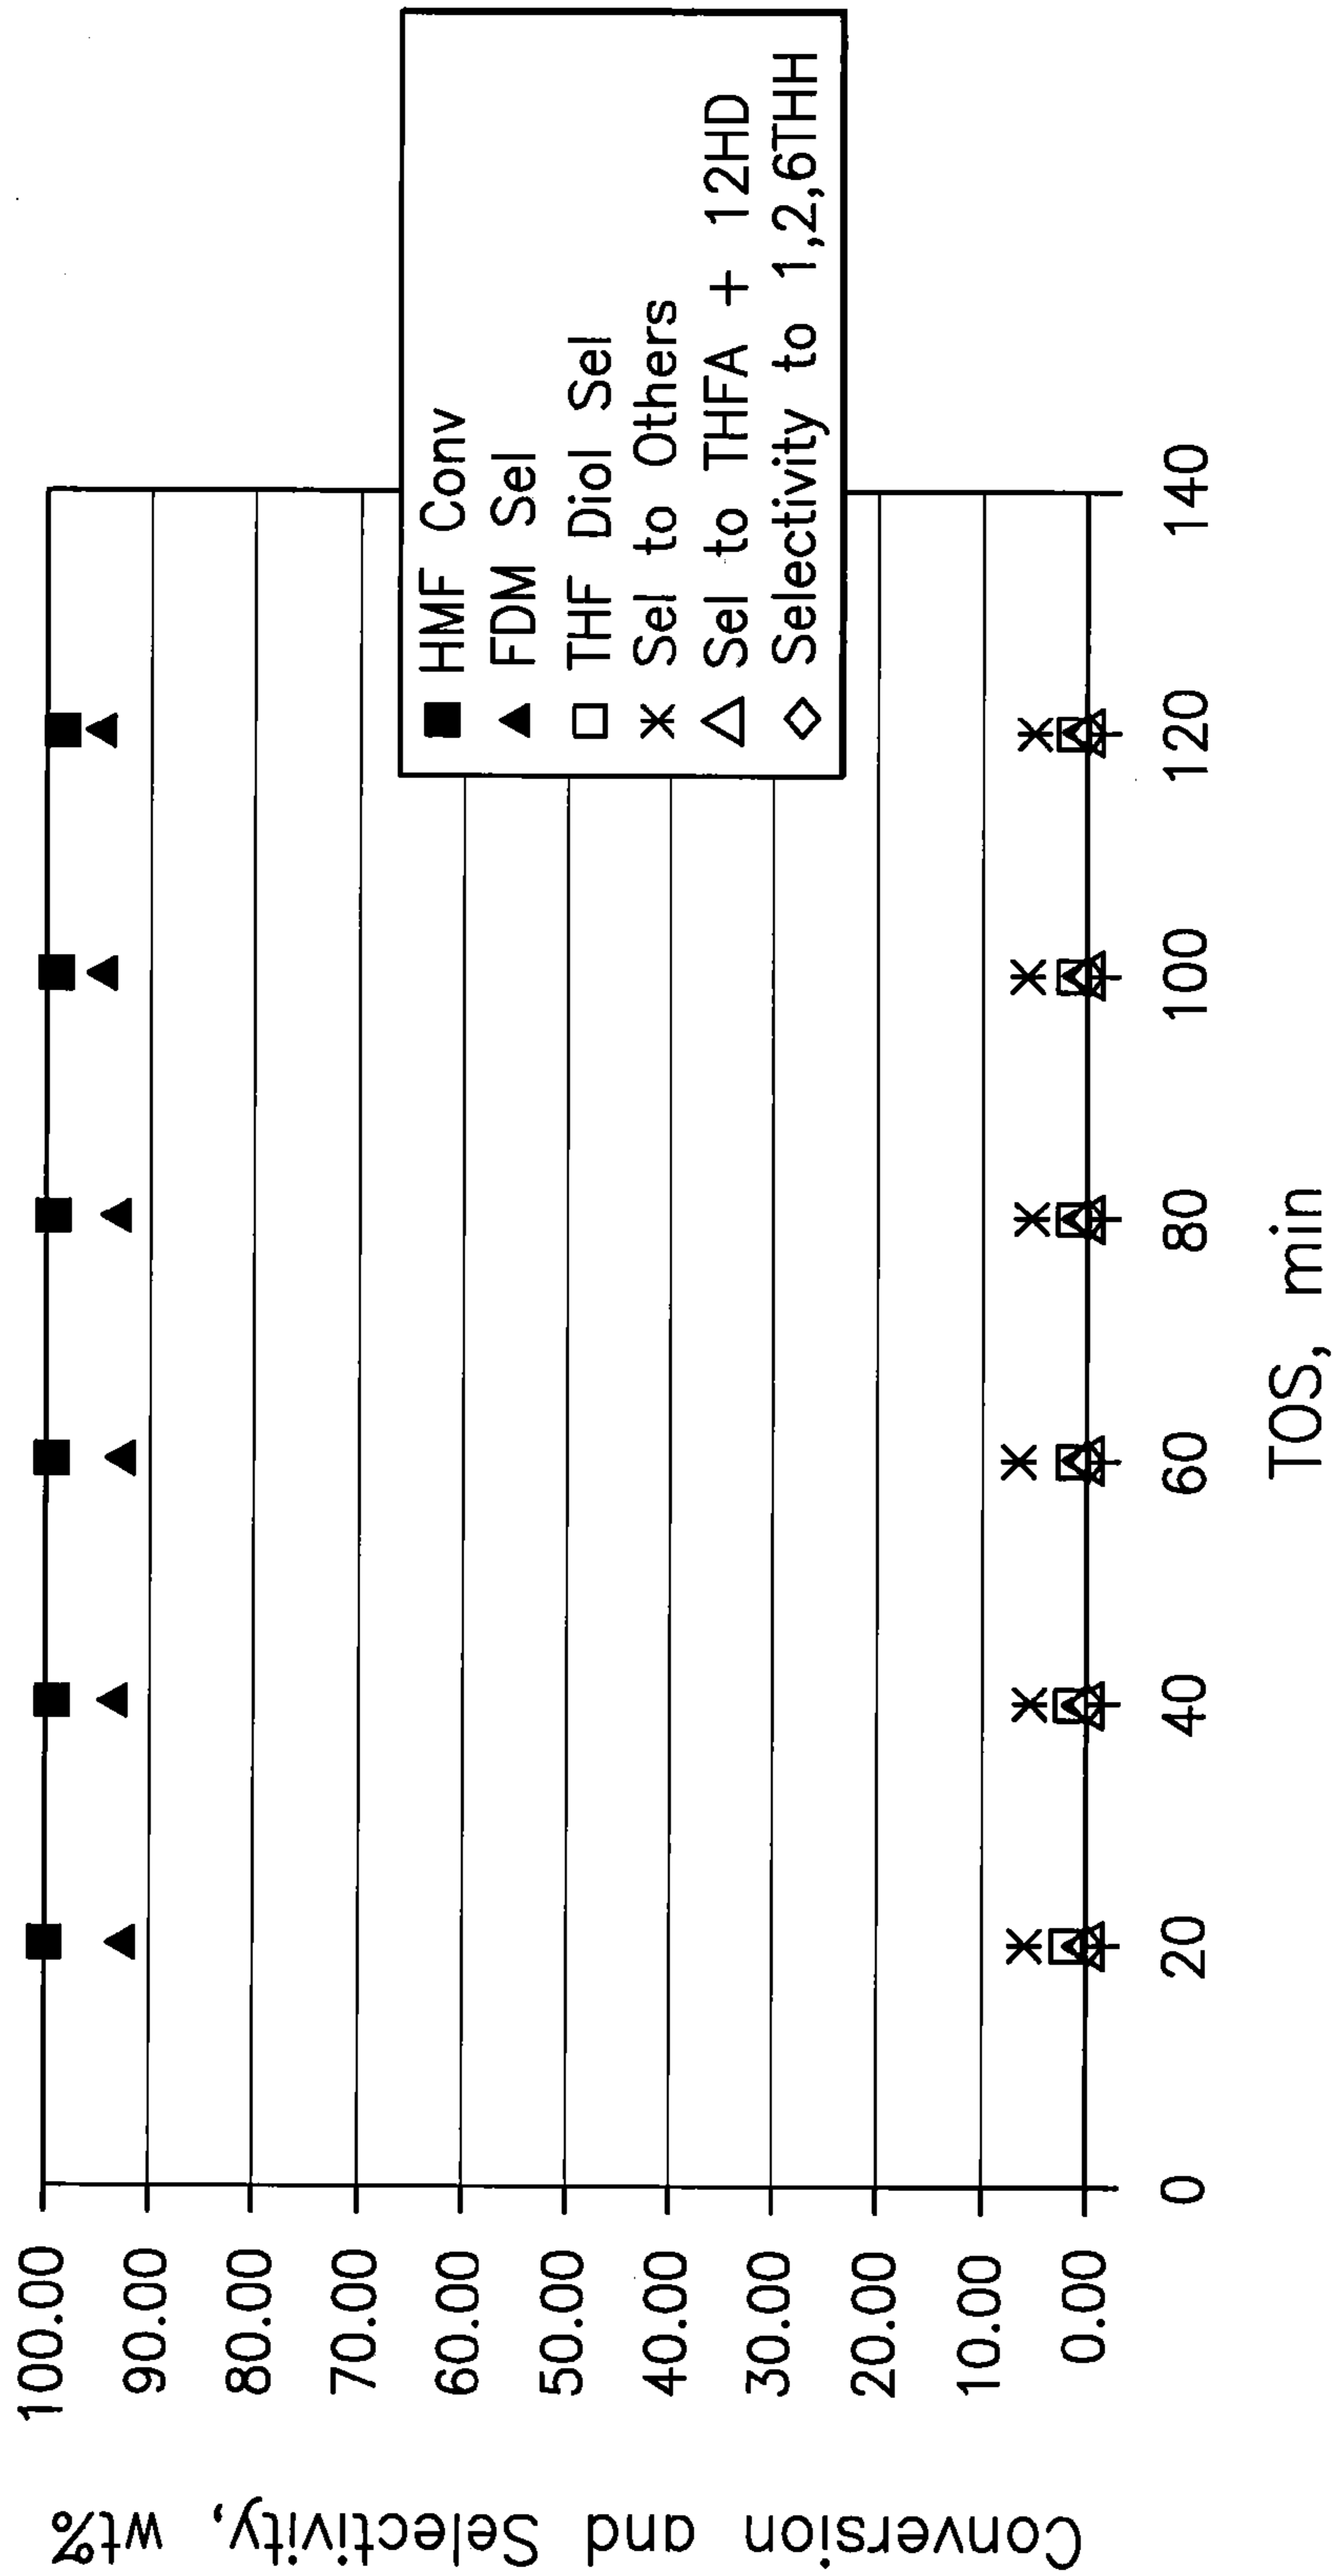 Conversion and Selectivity, wt%
100.00
90.00
80.00
70.00
60.00
50.00
40.00
30.00
20.00
10.00
0.00
0 20 40 60 80 100 120 140
TOS, min
HMF Conv
FDM Sel
THF Diol Sel
Sel to Others
Sel to THFA + 12HD
Selectivity to 1,2,6THH